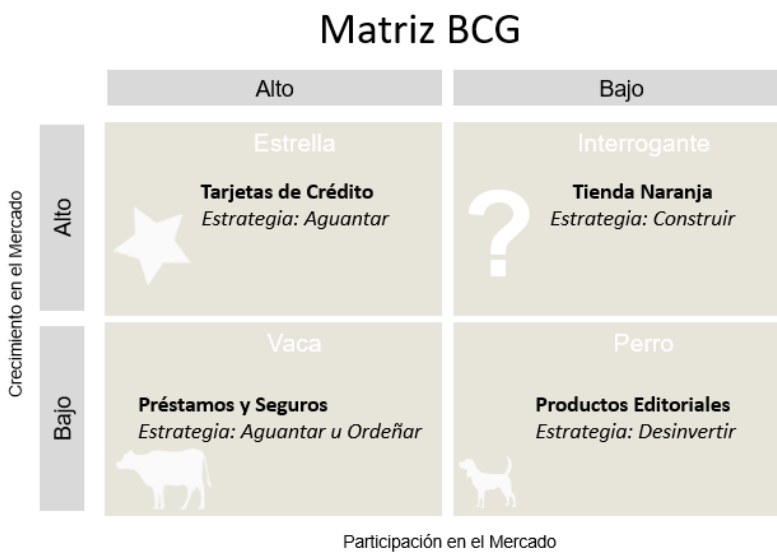 Matriz BCG
Alto
Bajo
Crecimiento en el Mercado
Alto
Estrella
Tarjetas de Crédito
Estrategia: Aguantar
Interrogante
?
Tienda Naranja
Estrategia: Construir
Bajo
Vaca
Préstamos y Seguros
Estrategia: Aguantar u Ordeñar
Perro
Productos Editoriales
Estrategia: Desinvertir
Participación en el Mercado